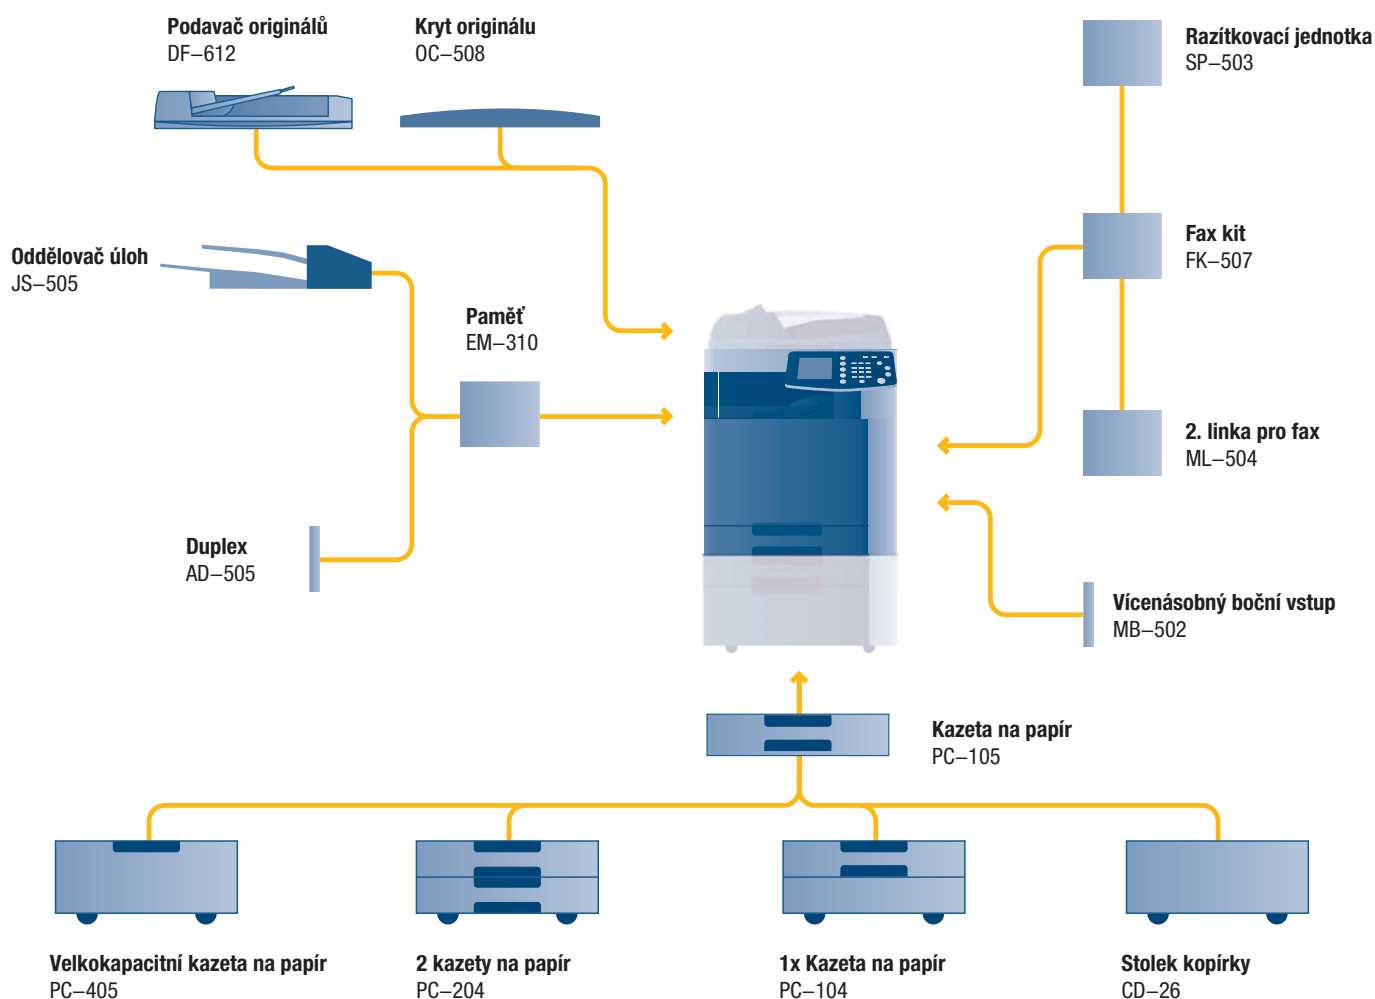 Podavač originálů
DF–612
Kryt originálu
OC–508
Razítkovací jednotka
SP–503
Oddělovač úloh
JS–505
Fax kit
FK–507
Paměť
EM–310
2. linka pro fax
ML–504
Duplex
AD–505
Vícenásobný boční vstup
MB–502
Kazeta na papír
PC–105
Velkokapacitní kazeta na papír
PC–405
2 kazety na papír
PC–204
1x Kazeta na papír
PC–104
Stolek kopírky
CD–26